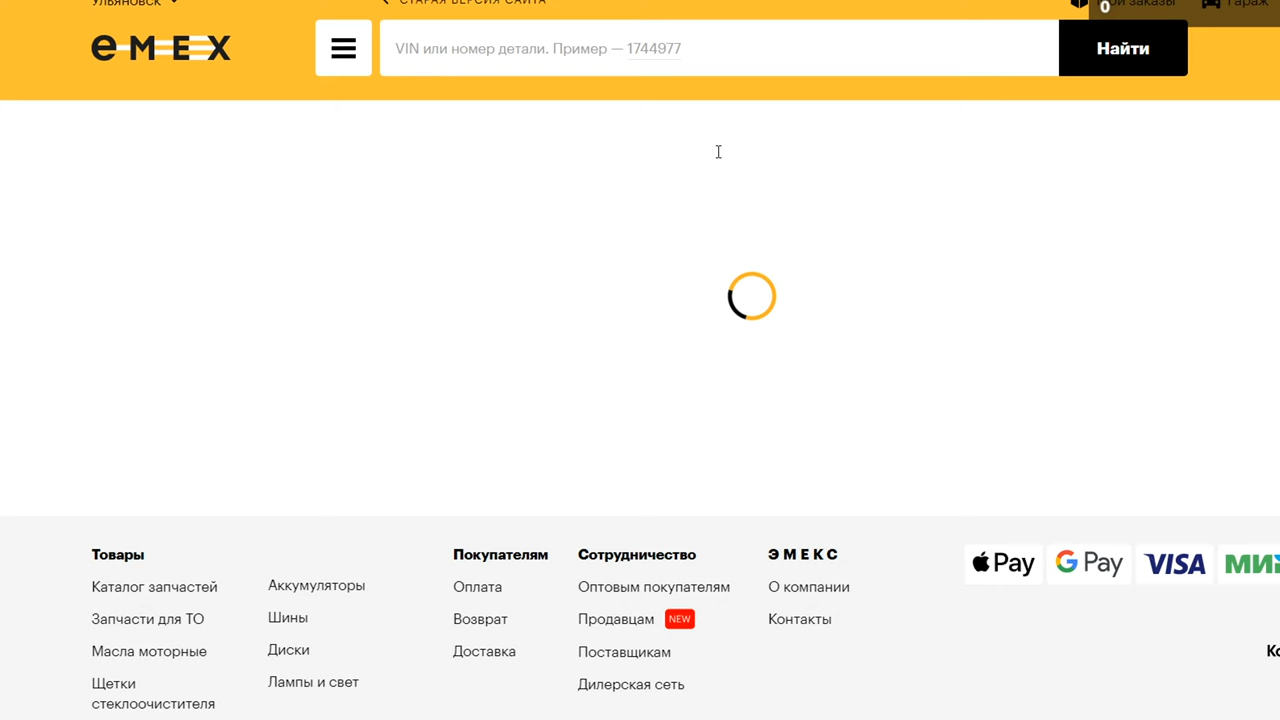 Ульяновск
СТАРАЯ ВЕРСИЯ САЙТА
0
заказы
Гараж
emex
VIN или номер детали. Пример — 1744977
Найти
Товары
Каталог запчастей
Запчасти для ТО
Масла моторные
Щетки
стеклоочистителя
Аккумуляторы
Шины
Диски
Лампы и свет
Покупателям
Оплата
Возврат
Доставка
Сотрудничество
Оптовым покупателям
Продавцам NEW
Поставщикам
Дилерская сеть
ЭМЕКС
О компании
Контакты
Pay
G Pay
VISA